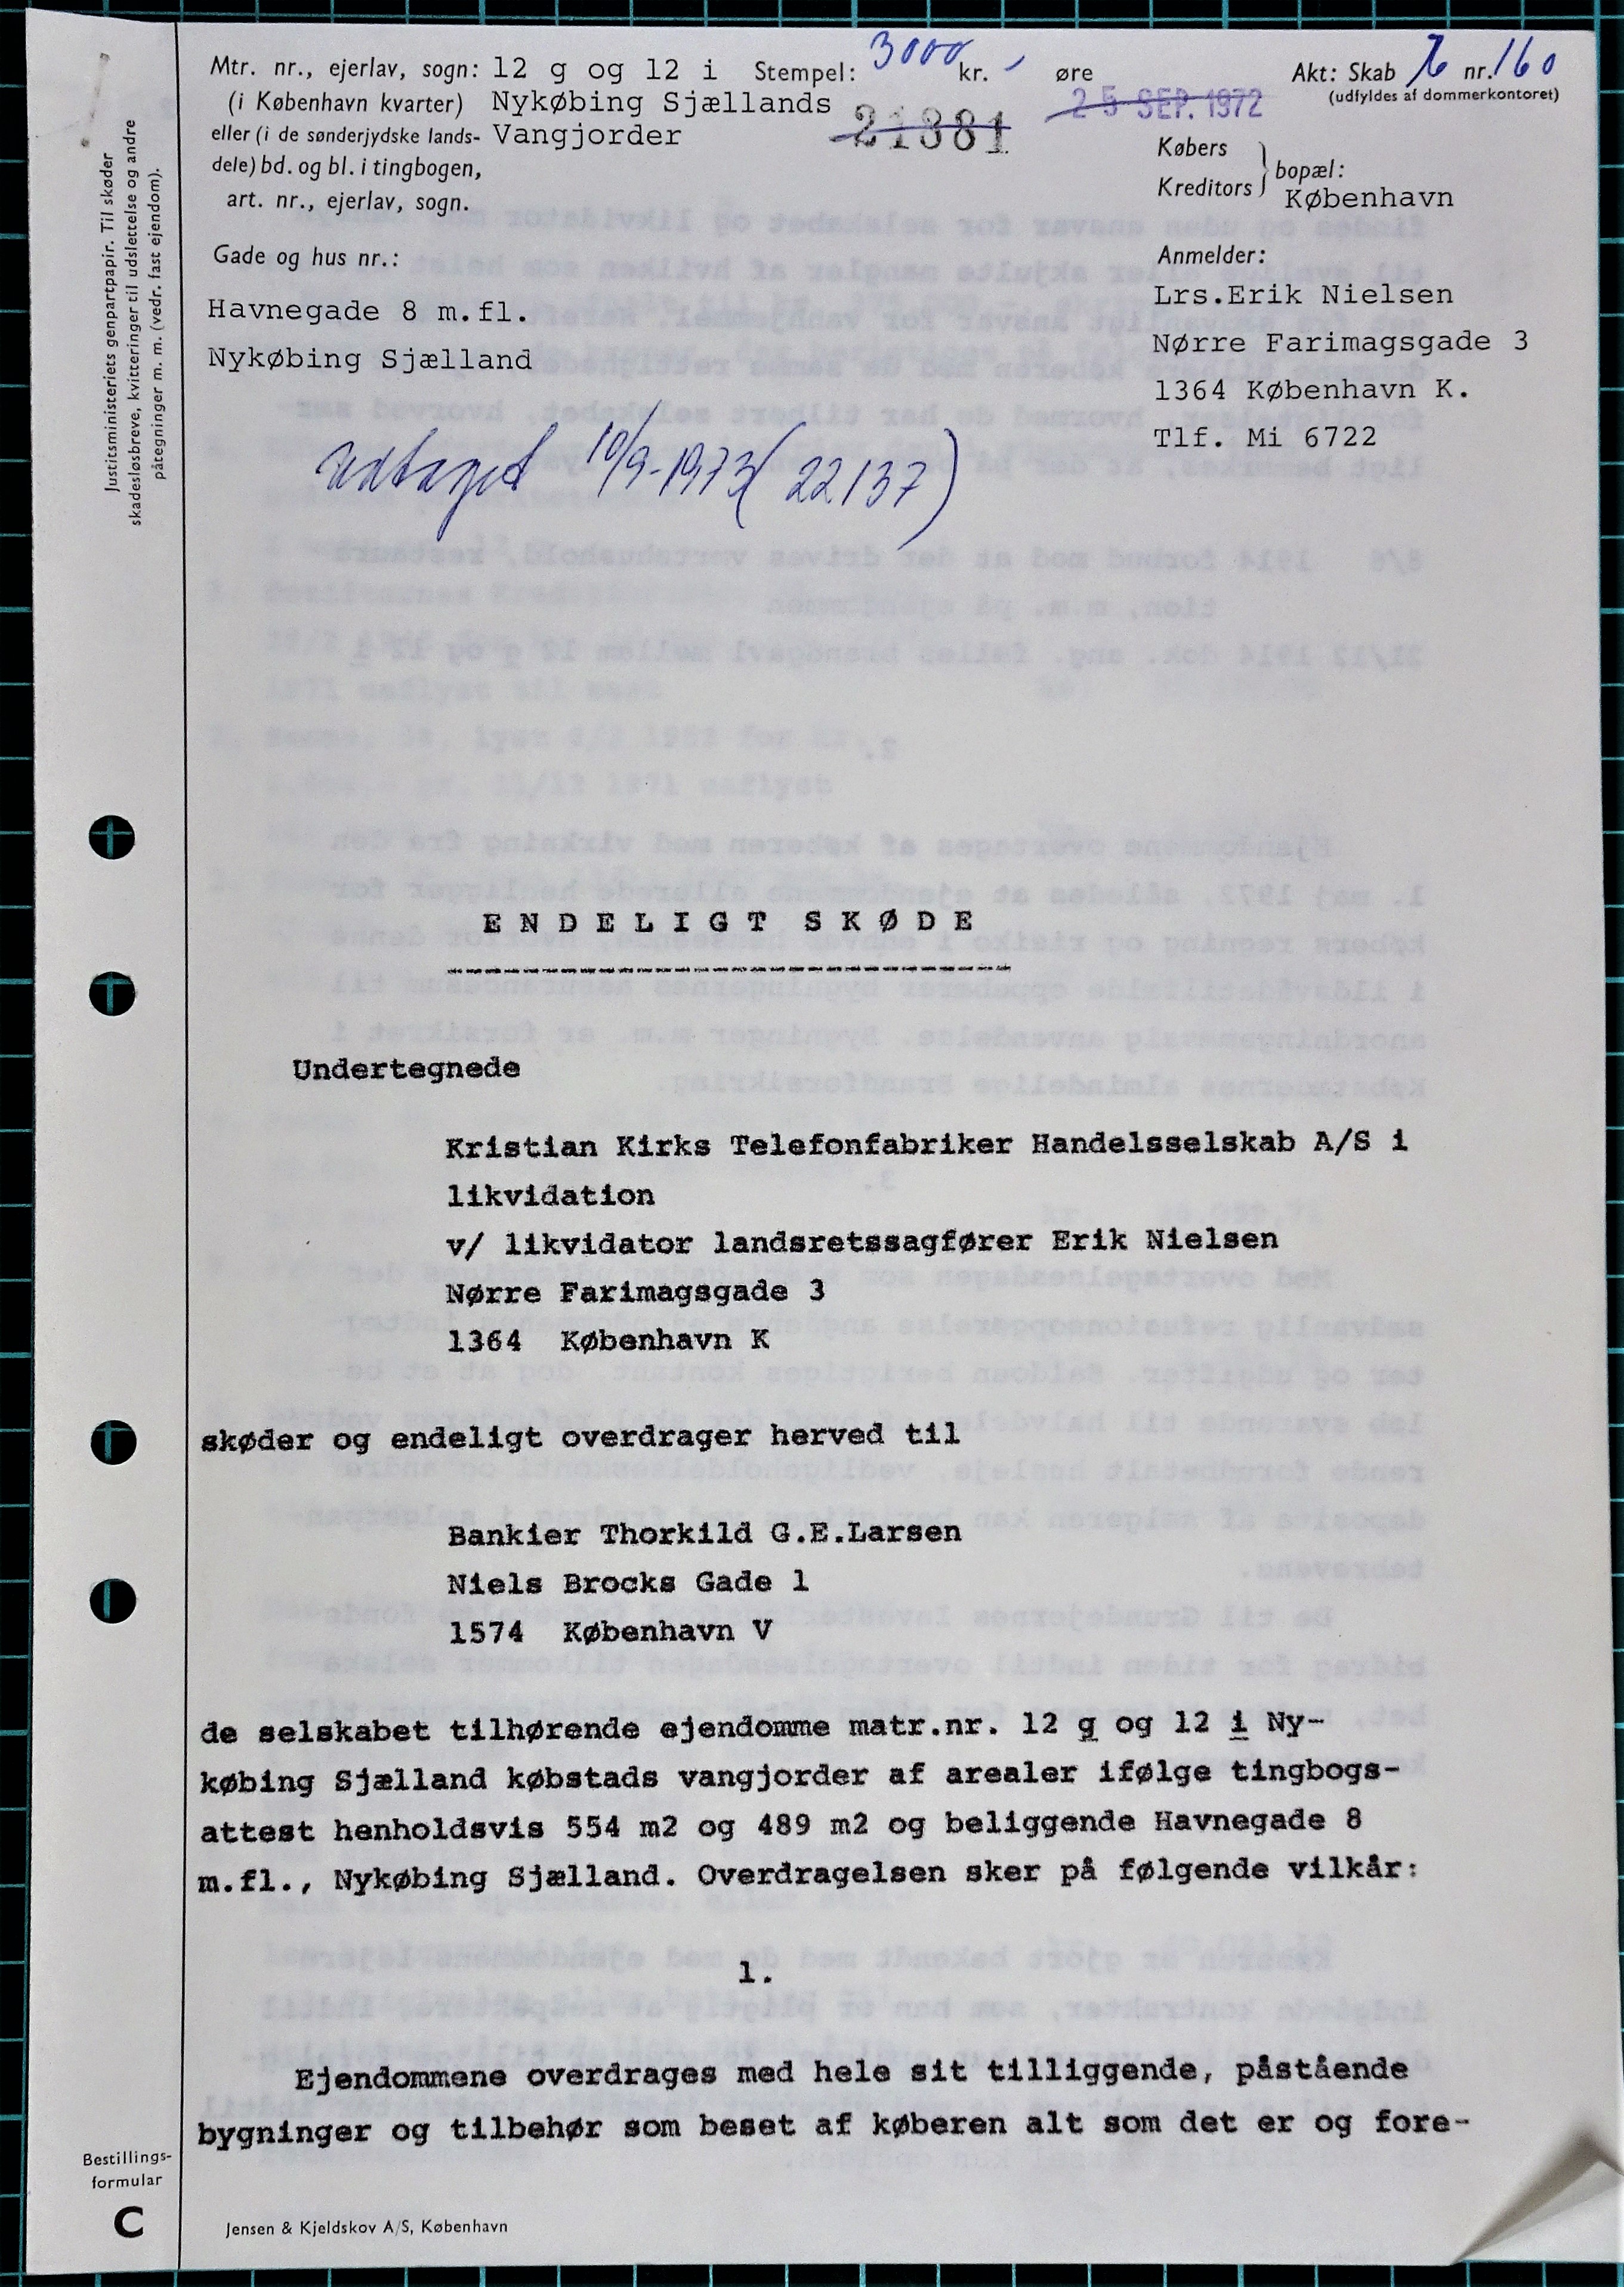 Mtr. nr., ejerlav, sogn: 12 g og 12 i Stempel: 3000 kr. - øre Akt: Skab nr. 160
(i København kvarter) Nykøbing Sjællands 25 SEP. 1972 (udfyldes af dommerkontoret)
eller (i de sønderjydske lands- Vangjorder 21381
dele) bd. og bl. i tingbogen,
art. nr., ejerlav, sogn.
Købers
Kreditors } bopæl:
København
Gade og hus nr.:
Havnegade 8 m.fl.
Nykøbing Sjælland
Anmelder:
Lrs.Erik Nielsen
Nørre Farimagsgade 3
1364 København K.
Tlf. Mi 6722
Udtaget 10/9-1973 (22137)
Justitsministeriets genpartpapir. Til skøder
skadesløsbreve, kvitteringer til udslettelse og andre
påtegninger m. m. (vedr. fast ejendom).
ENDELIGT SKØDE
Undertegnede
Kristian Kirks Telefonfabriker Handelsselskab A/S i
likvidation
v/ likvidator landsretssagfører Erik Nielsen
Nørre Farimagsgade 3
1364 København K
skøder og endeligt overdrager herved til
Bankier Thorkild G.E.Larsen
Niels Brocks Gade 1
1574 København V
de selskabet tilhørende ejendomme matr.nr. 12 g og 12 i Ny-
købing Sjælland købstads vangjorder af arealer ifølge tingbogs-
attest henholdsvis 554 m2 og 489 m2 og beliggende Havnegade 8
m.fl., Nykøbing Sjælland. Overdragelsen sker på følgende vilkår:
1.
Ejendommene overdrages med hele sit tilliggende, påstående
bygninger og tilbehør som beset af køberen alt som det er og fore-
Bestillings-
formular
C
Jensen & Kjeldskov A/S, København